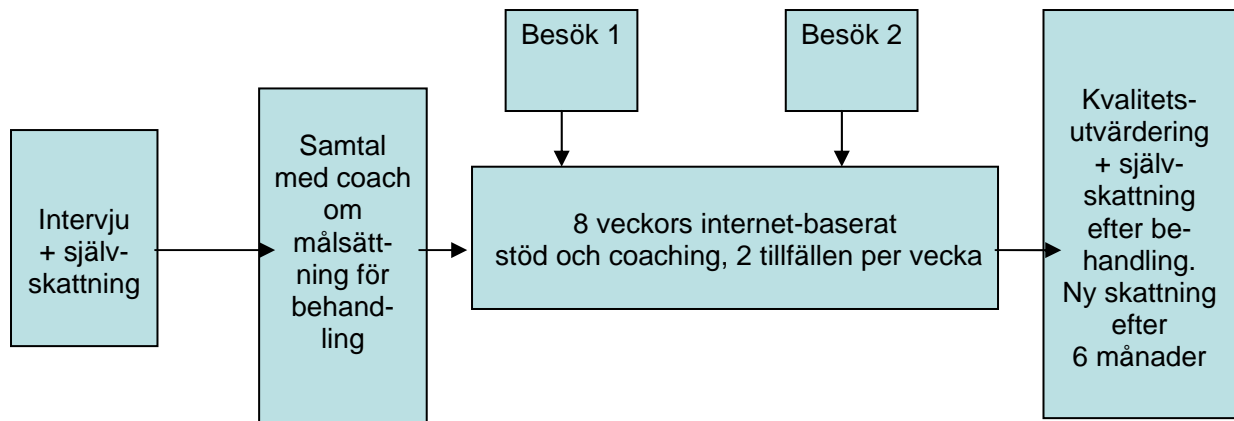 Intervju
+ själv-
skattning
Samtal
med coach
om
målsätt-
ning för
behand-
ling
Besök 1
Besök 2
8 veckors internet-baserat
stöd och coaching, 2 tillfällen per vecka
Kvalitets-
utvärdering
+ själv-
skattning
efter be-
handling.
Ny skattning
efter
6 månader